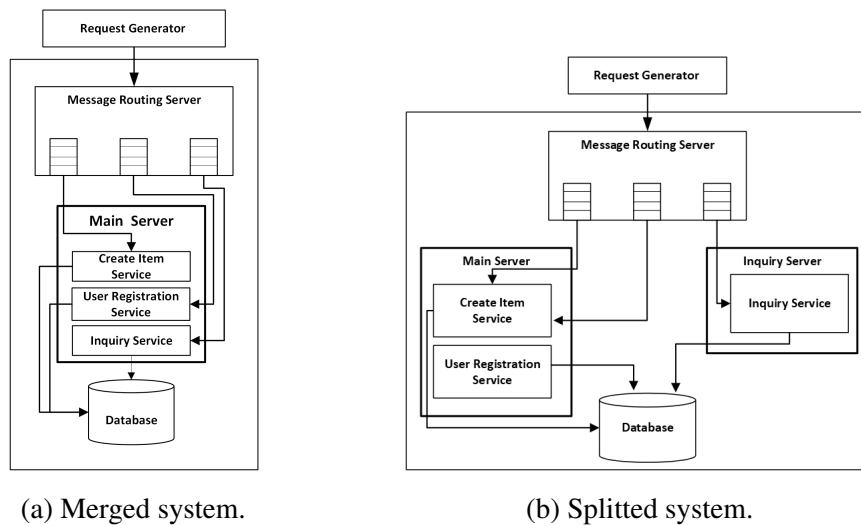 Request Generator
Message Routing Server
Main Server
Create Item
Service
User Registration
Service
Inquiry Service
Database
(a) Merged system.
Request Generator
Message Routing Server
Main Server
Create Item
Service
User Registration
Service
Inquiry Server
Inquiry Service
Database
(b) Splitted system.